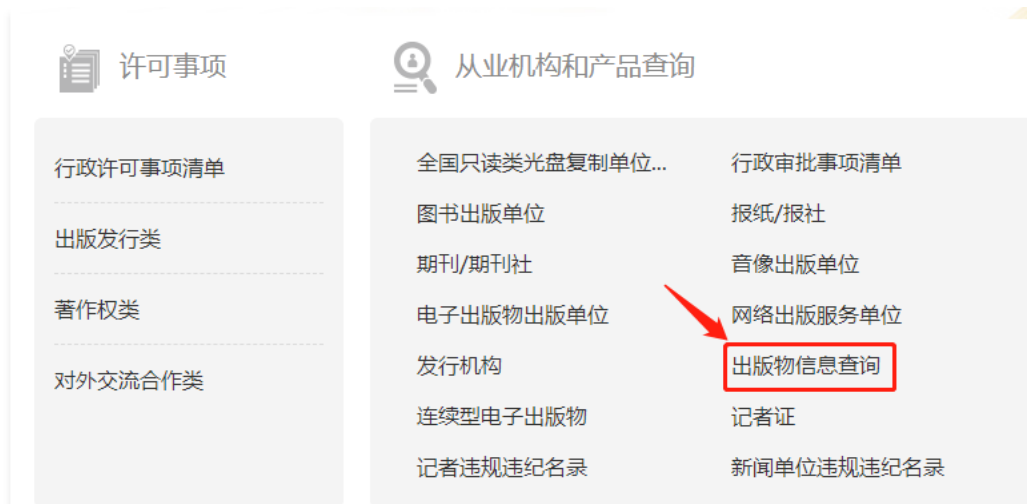 许可事项
从业机构和产品查询
行政许可事项清单
出版发行类
著作权类
对外交流合作类
全国只读类光盘复制单位...
行政审批事项清单
图书出版单位
报纸/报社
期刊/期刊社
音像出版单位
电子出版物出版单位
网络出版服务单位
发行机构
出版物信息查询
连续型电子出版物
记者证
记者违规违纪名录
新闻单位违规违纪名录